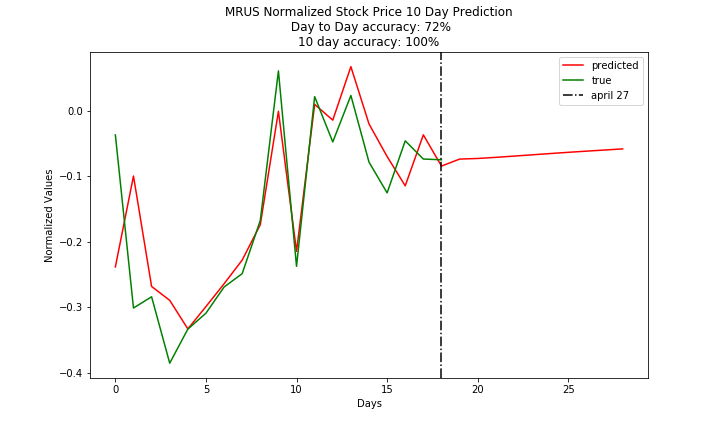 MRUS Normalized Stock Price 10 Day Prediction
Day to Day accuracy: 72%
10 day accuracy: 100%
predicted
true
april 27
0.0
−0.1
−0.2
−0.3
−0.4
Normalized Values
0
5
10
15
20
25
Days